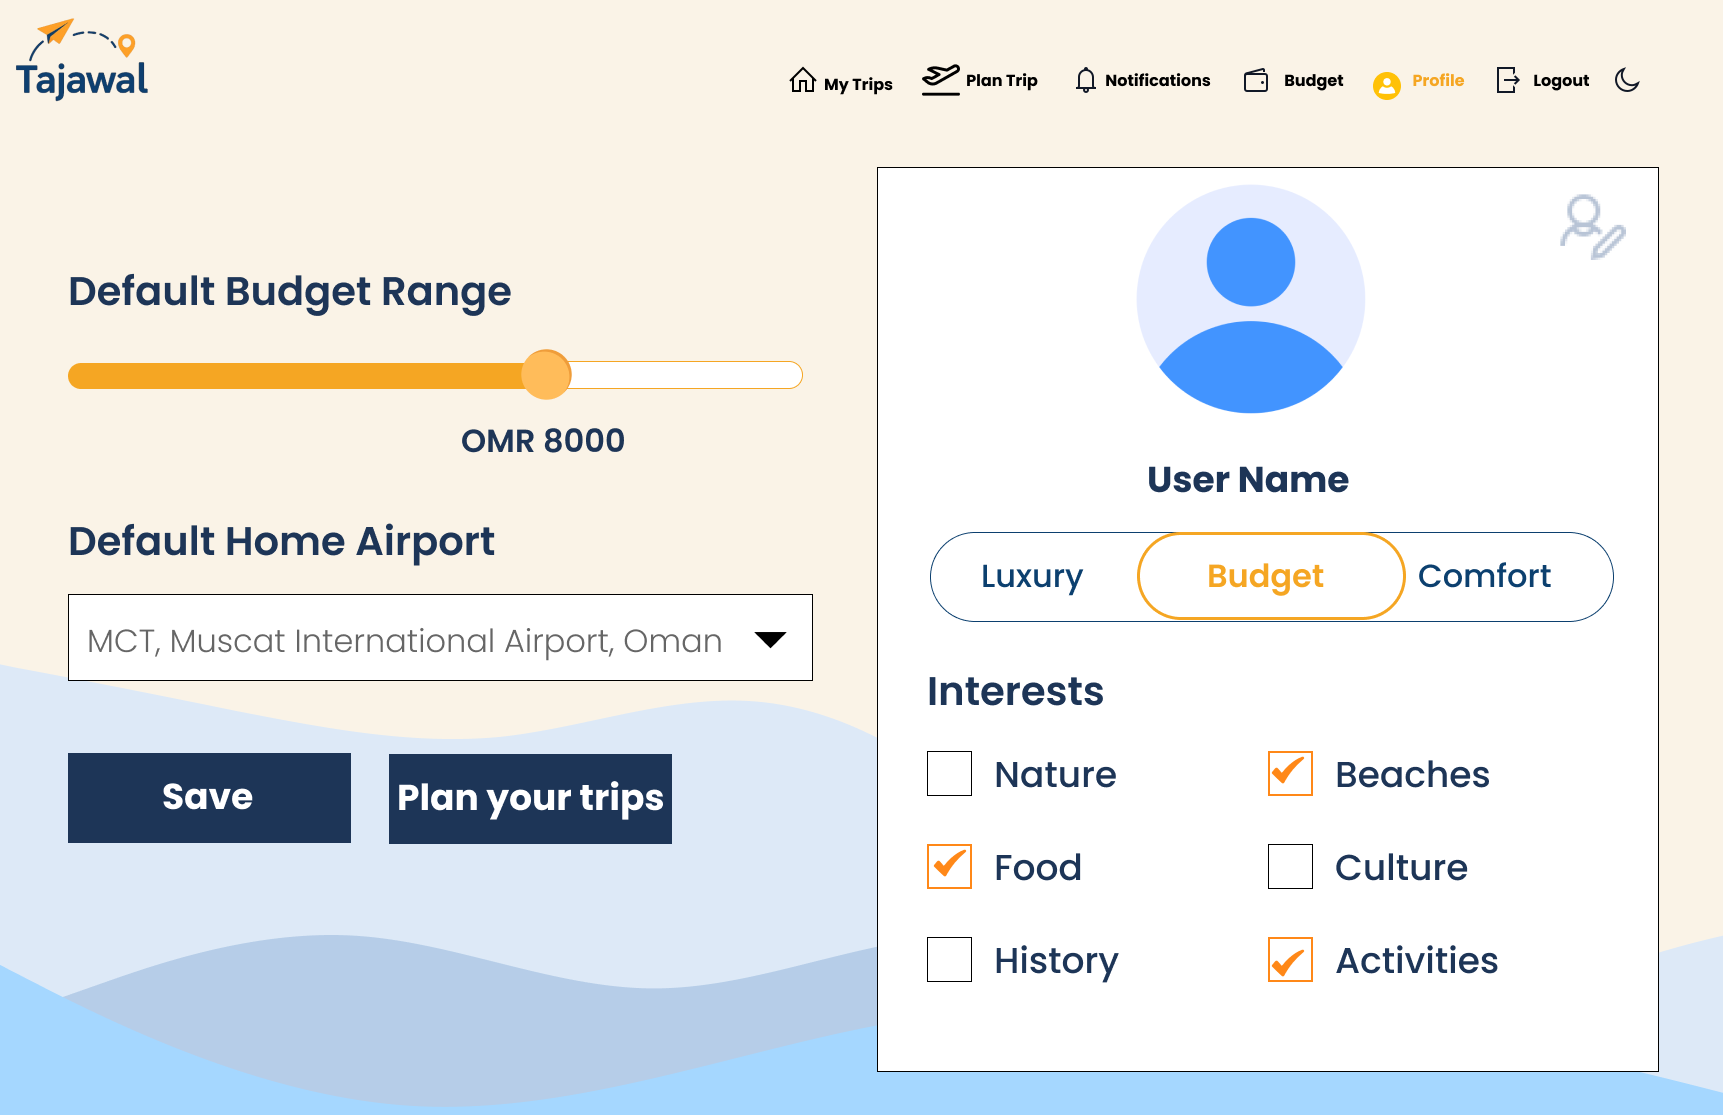 Tajawal
My Trips
Plan Trip
Notifications
Budget
Profile
Logout
Default Budget Range
OMR 8000
Default Home Airport
MCT, Muscat International Airport, Oman
Save
Plan your trips
User Name
Luxury
Budget
Comfort
Interests
Nature
Beaches
Food
Culture
History
Activities